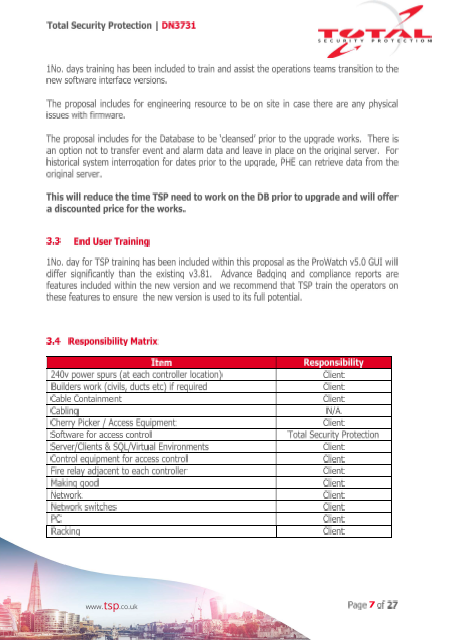 Total Security Protection | DN3731
TOTAL
SECURITY PROTECTION
1No. days training has been included to train and assist the operations teams transition to the
new software interface versions.
The proposal includes for engineering resource to be on site in case there are any physical
issues with firmware.
The proposal includes for the Database to be 'cleansed' prior to the upgrade works. There is
an option not to transfer event and alarm data and leave in place on the original server. For
historical system interrogation for dates prior to the upgrade, PHE can retrieve data from the
original server.
This will reduce the time TSP need to work on the DB prior to upgrade and will offer
a discounted price for the works.
3.3 End User Training
1No. day for TSP training has been included within this proposal as the ProWatch v5.0 GUI will
differ significantly than the existing v3.81. Advance Badging and compliance reports are
features included within the new version and we recommend that TSP train the operators on
these features to ensure the new version is used to its full potential.
3.4 Responsibility Matrix
Item Responsibility
240v power spurs (at each controller location) Client
Builders work (civils, ducts etc) if required Client
Cable Containment Client
Cabling N/A
Cherry Picker / Access Equipment Client
Software for access control Total Security Protection
Server/Clients & SQL/Virtual Environments Client
Control equipment for access control Client
Fire relay adjacent to each controller Client
Making good Client
Network Client
Network switches Client
PC Client
Racking Client
www.tsp.co.uk
Page 7 of 27